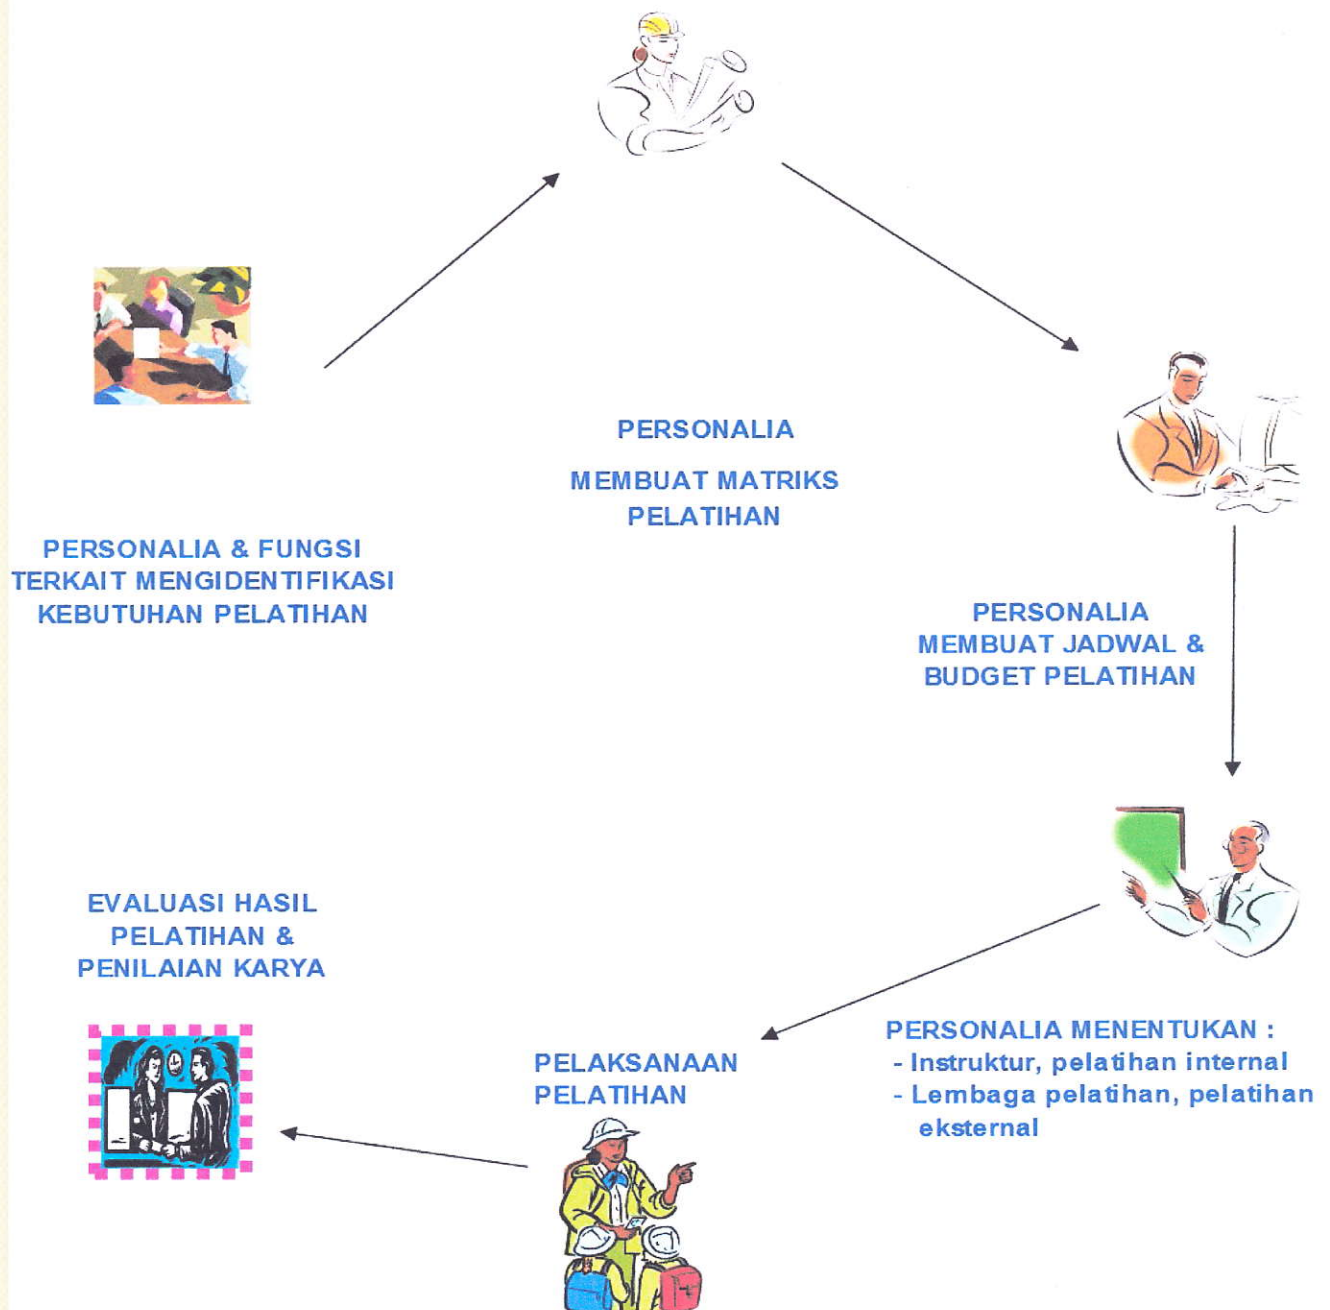 PERSONALIA & FUNGSI
TERKAIT MENGIDENTIFIKASI
KEBUTUHAN PELATIHAN
PERSONALIA
MEMBUAT MATRIKS
PELATIHAN
PERSONALIA
MEMBUAT JADWAL &
BUDGET PELATIHAN
PERSONALIA MENENTUKAN :
- Instruktur, pelatihan internal
- Lembaga pelatihan, pelatihan
eksternal
PELAKSANAAN
PELATIHAN
EVALUASI HASIL
PELATIHAN &
PENILAIAN KARYA